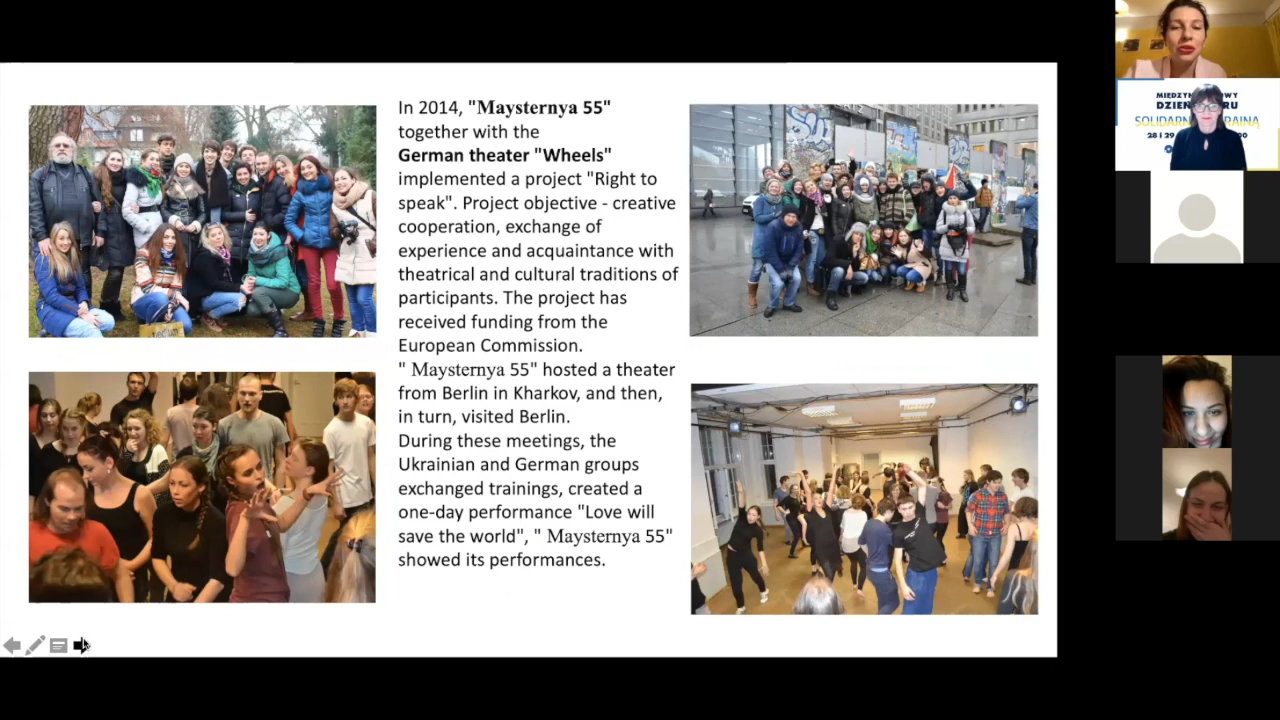 In 2014, "Maysternya 55"
together with the
German theater "Wheels"
implemented a project "Right to
speak". Project objective - creative
cooperation, exchange of
experience and acquaintance with
theatrical and cultural traditions of
participants. The project has
received funding from the
European Commission.
" Maysternya 55" hosted a theater
from Berlin in Kharkov, and then,
in turn, visited Berlin.
During these meetings, the
Ukrainian and German groups
exchanged trainings, created a
one-day performance "Love will
save the world", " Maysternya 55"
showed its performances.
28 I 29